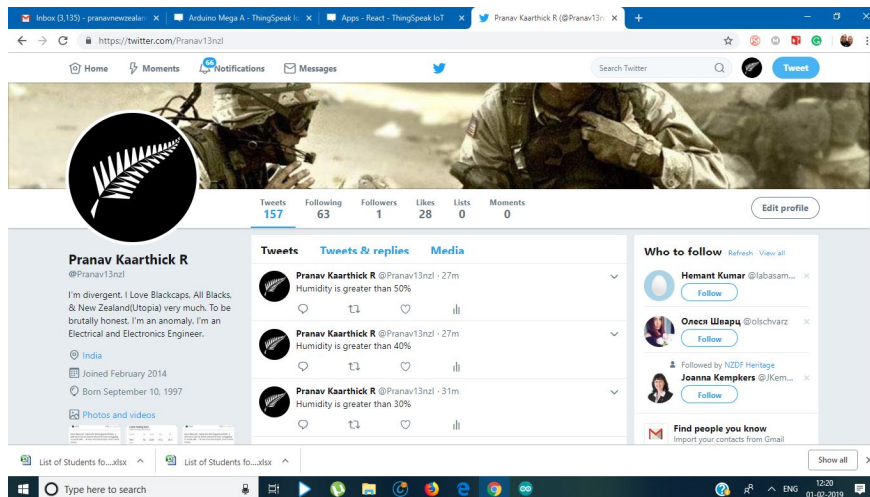 Inbox (3,135) - pranavnewzealan
Arduino Mega A - ThingSpeak Io
Apps - React - ThingSpeak IoT
Pranav Kaarthick R (@Pranav13nz
https://twitter.com/Pranav13nzl
Home
Moments
66
Notifications
Messages
Search Twitter
Tweet
Tweets
157
Following
63
Followers
1
Likes
28
Lists
0
Moments
0
Edit profile
Pranav Kaarthick R
@Pranav13nzl
I'm divergent. I Love Blackcaps, All Blacks,
& New Zealand(Utopia) very much. To be
brutally honest, I'm an anomaly. I'm an
Electrical and Electronics Engineer.
India
Joined February 2014
Born September 10, 1997
Photos and videos
Tweets Tweets & replies Media
Pranav Kaarthick R @Pranav13nzl · 27m
Humidity is greater than 50%
Pranav Kaarthick R @Pranav13nzl · 27m
Humidity is greater than 40%
Pranav Kaarthick R @Pranav13nzl · 31m
Humidity is greater than 30%
Who to follow Refresh · View all
Hemant Kumar @labasam...
Follow
Олеся Шварц @olschvarz
Follow
Followed by NZDF Heritage
Joanna Kempkers @JKem...
Follow
Find people you know
Import your contacts from Gmail
List of Students fo....xlsx
List of Students fo....xlsx
Show all
Type here to search
ENG
12:20
01-02-2019